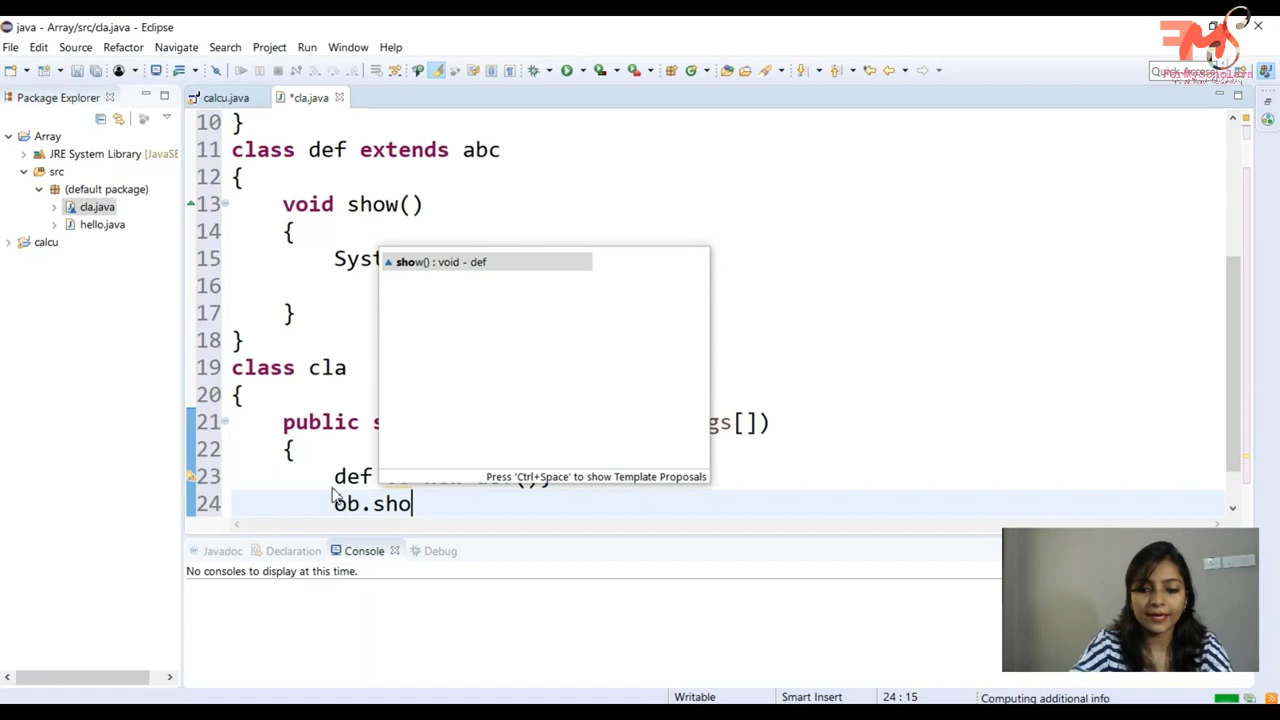 java - Array/src/cla.java - Eclipse
File Edit Source Refactor Navigate Search Project Run Window Help
Quick Access
ForMyScholars
Package Explorer
calcu.java
*cla.java
Array
JRE System Library [JavaSE
src
(default package)
cla.java
hello.java
calcu
10 }
11 class def extends abc
12 {
13 void show()
14 {
15 Syst
16
17 }
18 }
19 class cla
20 {
21 public s gs[])
22 {
23 def
24 ob.sho
show() : void - def
Press 'Ctrl+Space' to show Template Proposals
Javadoc Declaration Console Debug
No consoles to display at this time.
Writable Smart Insert 24 : 15 Computing additional info